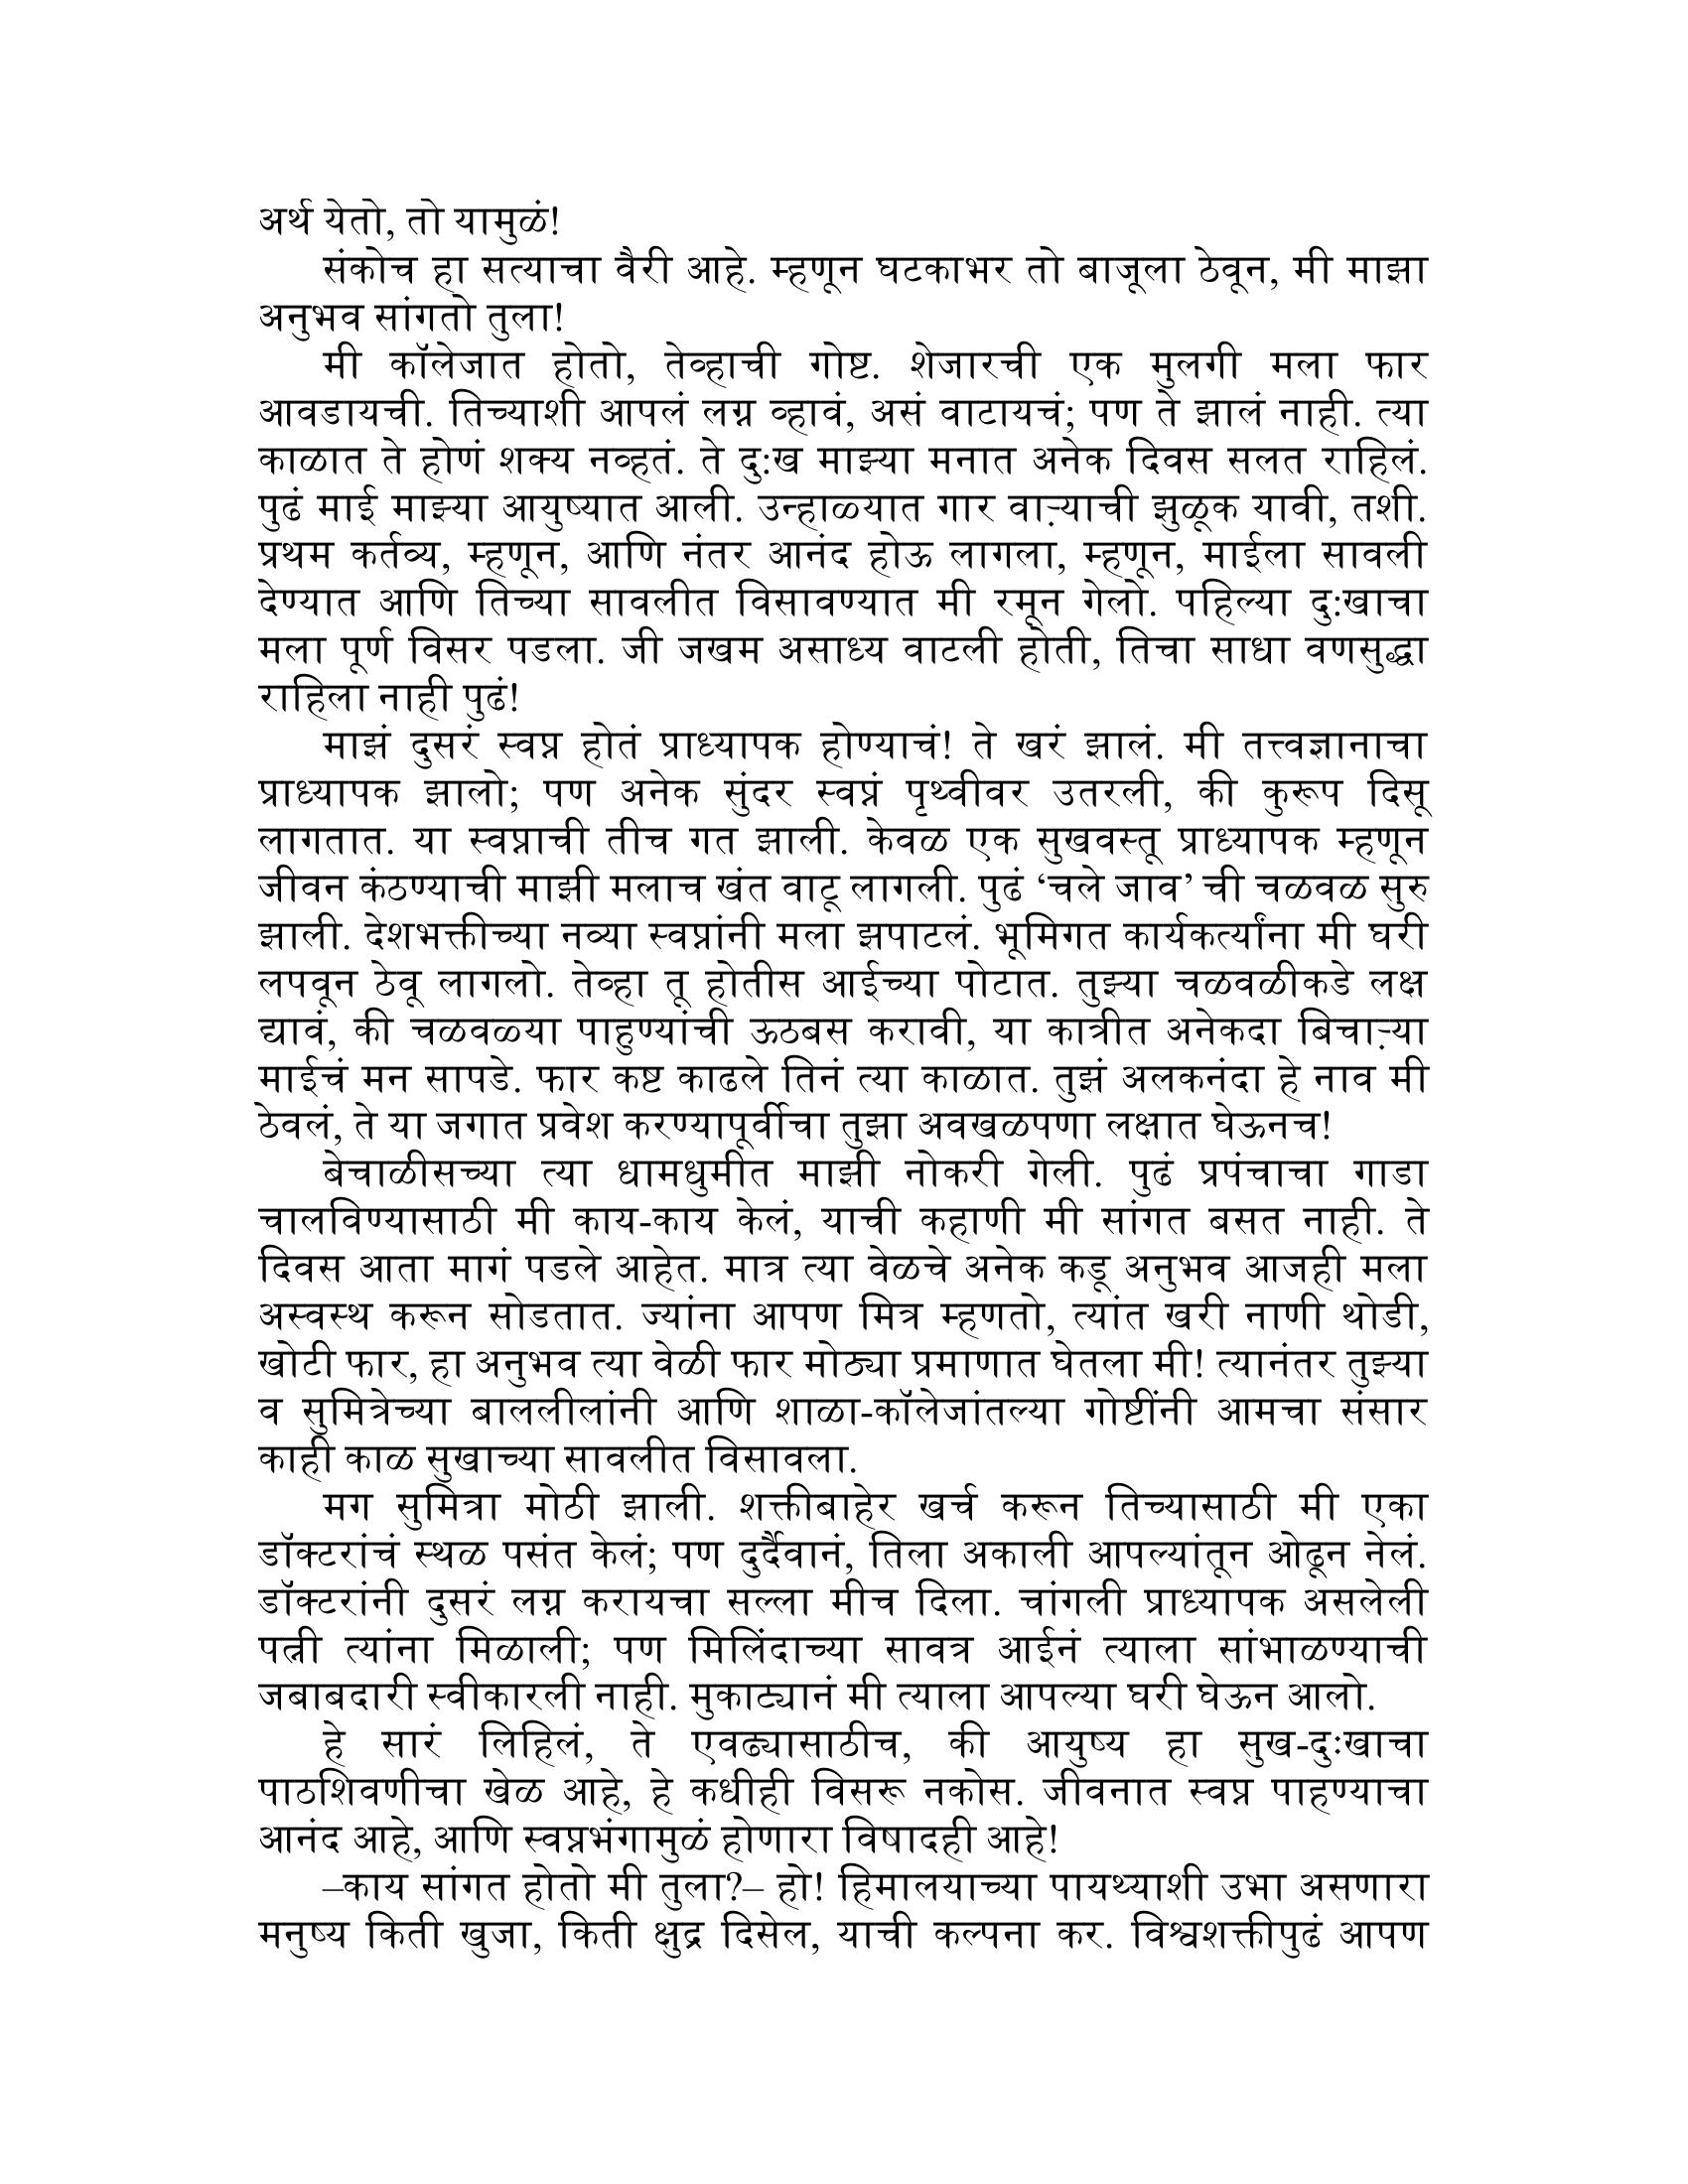 अर्थ येतो, तो यामुळं!
संकोच हा सत्याचा वैरी आहे. म्हणून घटकाभर तो बाजूला ठेवून, मी माझा
अनुभव सांगतो तुला!
मी कॉलेजात होतो, तेव्हाची गोष्ट. शेजारची एक मुलगी मला फार
आवडायची. तिच्याशी आपलं लग्न व्हावं, असं वाटायचं; पण ते झालं नाही. त्या
काळात ते होणं शक्य नव्हतं. ते दुःख माझ्या मनात अनेक दिवस सलत राहिलं.
पुढं माई माझ्या आयुष्यात आली. उन्हाळ्यात गार वाऱ्याची झुळूक यावी, तशी.
प्रथम कर्तव्य, म्हणून, आणि नंतर आनंद होऊ लागला, म्हणून, माईला सावली
देण्यात आणि तिच्या सावलीत विसावण्यात मी रमून गेलो. पहिल्या दुःखाचा
मला पूर्ण विसर पडला. जी जखम असाध्य वाटली होती, तिचा साधा वणसुद्धा
राहिला नाही पुढं!
माझं दुसरं स्वप्न होतं प्राध्यापक होण्याचं! ते खरं झालं. मी तत्त्वज्ञानाचा
प्राध्यापक झालो; पण अनेक सुंदर स्वप्नं पृथ्वीवर उतरली, की कुरूप दिसू
लागतात. या स्वप्नाची तीच गत झाली. केवळ एक सुखवस्तू प्राध्यापक म्हणून
जीवन कंठण्याची माझी मलाच खंत वाटू लागली. पुढं ‘चले जाव’ ची चळवळ सुरु
झाली. देशभक्तीच्या नव्या स्वप्नांनी मला झपाटलं. भूमिगत कार्यकर्त्यांना मी घरी
लपवून ठेवू लागलो. तेव्हा तू होतीस आईच्या पोटात. तुझ्या चळवळीकडे लक्ष
द्यावं, की चळवळ्या पाहुण्यांची ऊठबस करावी, या कात्रीत अनेकदा बिचाऱ्या
माईचं मन सापडे. फार कष्ट काढले तिनं त्या काळात. तुझं अलकनंदा हे नाव मी
ठेवलं, ते या जगात प्रवेश करण्यापूर्वीचा तुझा अवखळपणा लक्षात घेऊनच!
बेचाळीसच्या त्या धामधुमीत माझी नोकरी गेली. पुढं प्रपंचाचा गाडा
चालविण्यासाठी मी काय-काय केलं, याची कहाणी मी सांगत बसत नाही. ते
दिवस आता मागं पडले आहेत. मात्र त्या वेळचे अनेक कडू अनुभव आजही मला
अस्वस्थ करून सोडतात. ज्यांना आपण मित्र म्हणतो, त्यांत खरी नाणी थोडी,
खोटी फार, हा अनुभव त्या वेळी फार मोठ्या प्रमाणात घेतला मी! त्यानंतर तुझ्या
व सुमित्रेच्या बाललीलांनी आणि शाळा-कॉलेजांतल्या गोष्टींनी आमचा संसार
काही काळ सुखाच्या सावलीत विसावला.
मग सुमित्रा मोठी झाली. शक्तीबाहेर खर्च करून तिच्यासाठी मी एका
डॉक्टरांचं स्थळ पसंत केलं; पण दुर्दैवानं, तिला अकाली आपल्यांतून ओढून नेलं.
डॉक्टरांनी दुसरं लग्न करायचा सल्ला मीच दिला. चांगली प्राध्यापक असलेली
पत्नी त्यांना मिळाली; पण मिलिंदाच्या सावत्र आईनं त्याला सांभाळण्याची
जबाबदारी स्वीकारली नाही. मुकाट्यानं मी त्याला आपल्या घरी घेऊन आलो.
हे सारं लिहिलं, ते एवढ्यासाठीच, की आयुष्य हा सुख-दुःखाचा
पाठशिवणीचा खेळ आहे, हे कधीही विसरू नकोस. जीवनात स्वप्न पाहण्याचा
आनंद आहे, आणि स्वप्नभंगामुळं होणारा विषादही आहे!
–काय सांगत होतो मी तुला?– हो! हिमालयाच्या पायथ्याशी उभा असणारा
मनुष्य किती खुजा, किती क्षुद्र दिसेल, याची कल्पना कर. विश्वशक्तीपुढं आपण